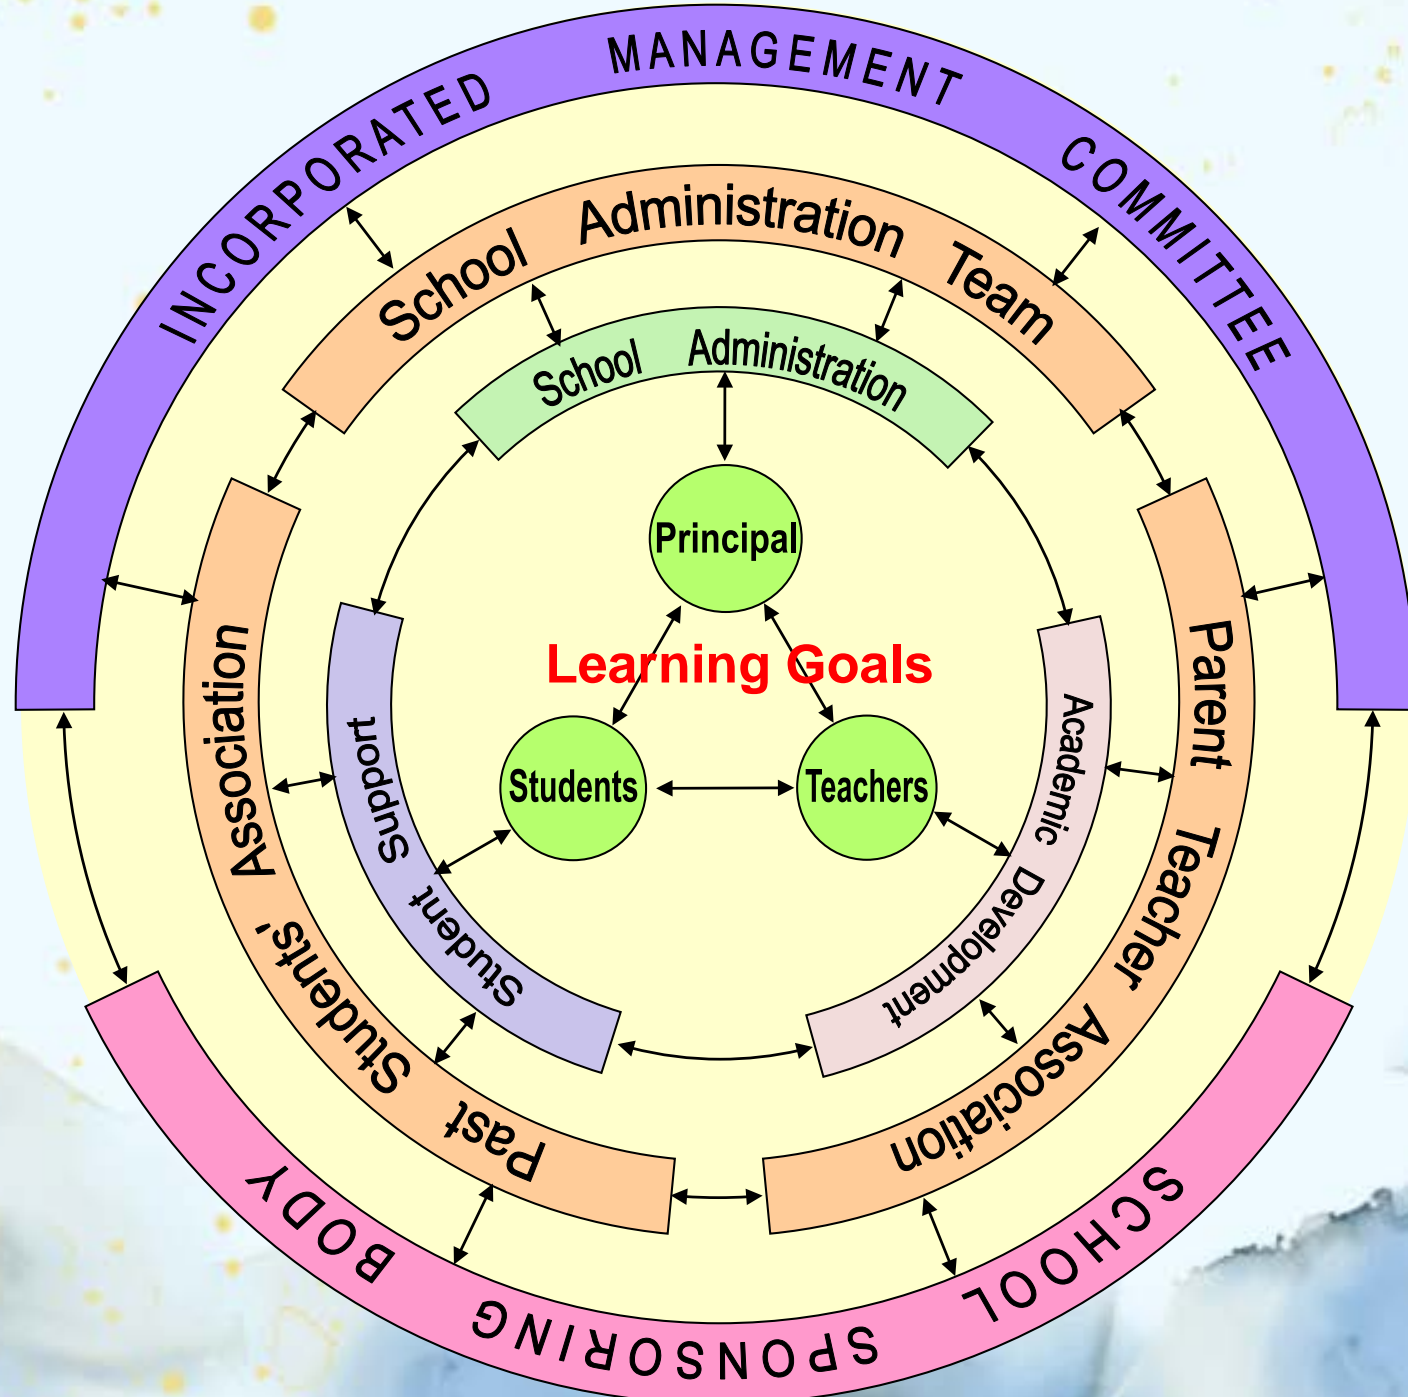 INCORPORATED MANAGEMENT COMMITTEE
School Administration Team
School Administration
Principal
Learning Goals
Students
Teachers
Student Support
Academic Development
Past Students' Association
Parent Teacher Association
SCHOOL SPONSORING BODY